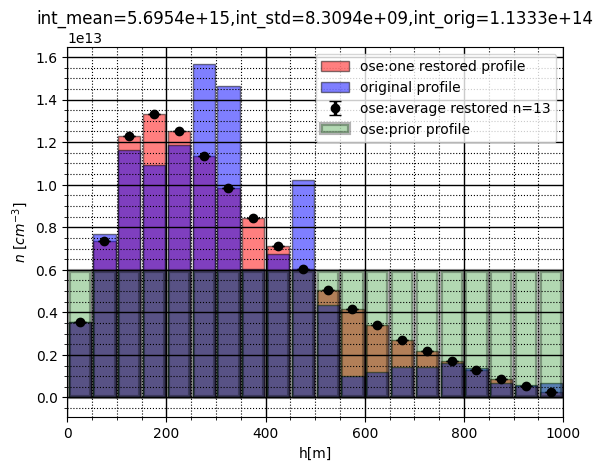 int_mean=5.6954e+15,int_std=8.3094e+09,int_orig=1.1333e+14
1e13
ose:one restored profile
original profile
ose:average restored n=13
ose:prior profile
1.6
1.4
1.2
1.0
0.8
0.6
0.4
0.2
0.0
n [cm⁻³]
0 200 400 600 800 1000
h[m]